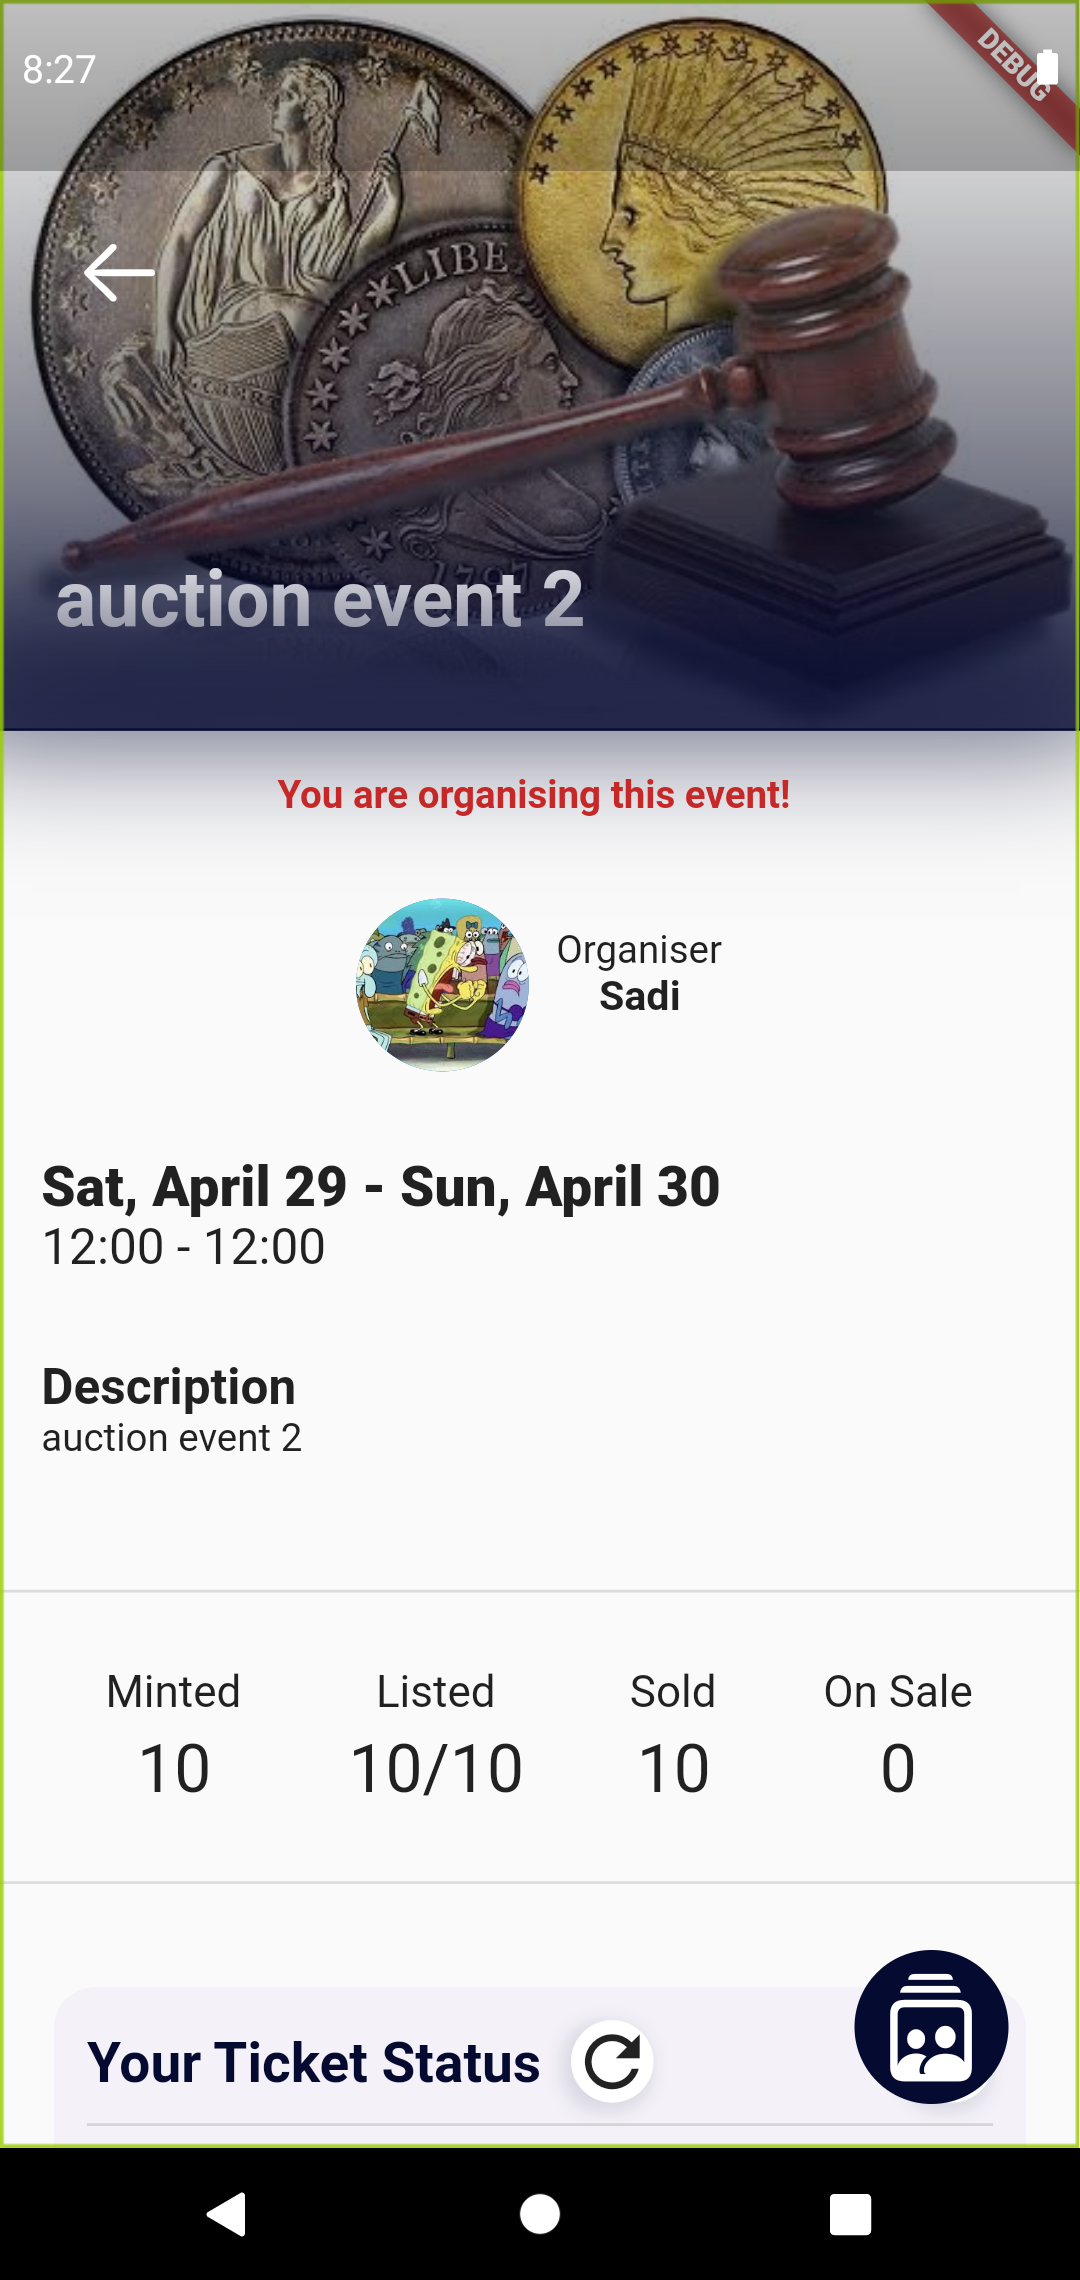 8:27
DEBUG
LIBE
1797
auction event 2
You are organising this event!
Organiser
Sadi
Sat, April 29 - Sun, April 30
12:00 - 12:00
Description
auction event 2
Minted Listed Sold On Sale
10 10/10 10 0
Your Ticket Status